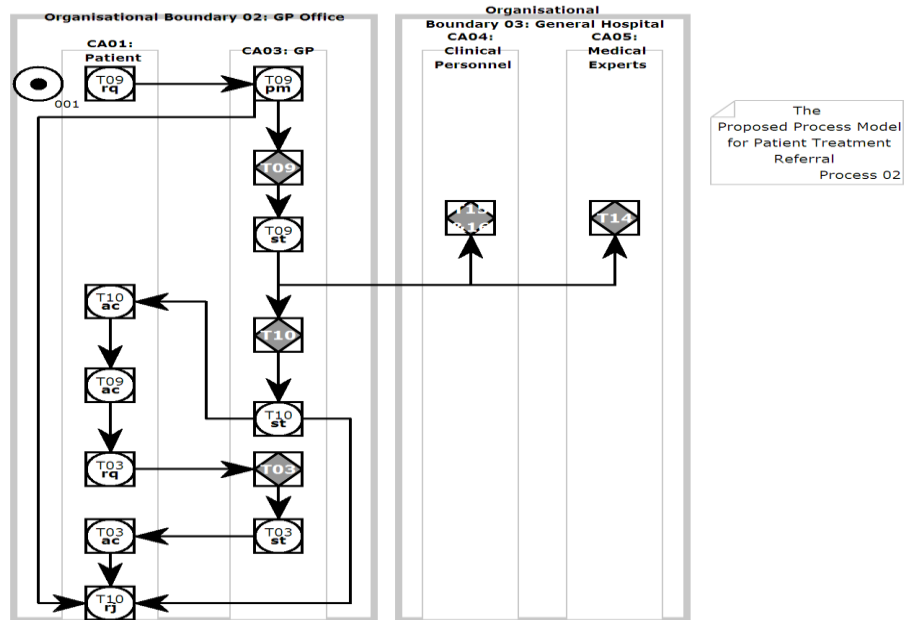 Organisational Boundary 02: GP Office
Organisational
Boundary 03: General Hospital
CA01:
Patient
CA03: GP
CA04:
Clinical
Personnel
CA05:
Medical
Experts
001
T09
rq
T09
pm
The
Proposed Process Model
for Patient Treatment
Referral
Process 02
T09
T09
st
T14
T10
ac
T10
T09
ac
T10
st
T03
rq
T03
T03
ac
T03
st
T10
rj